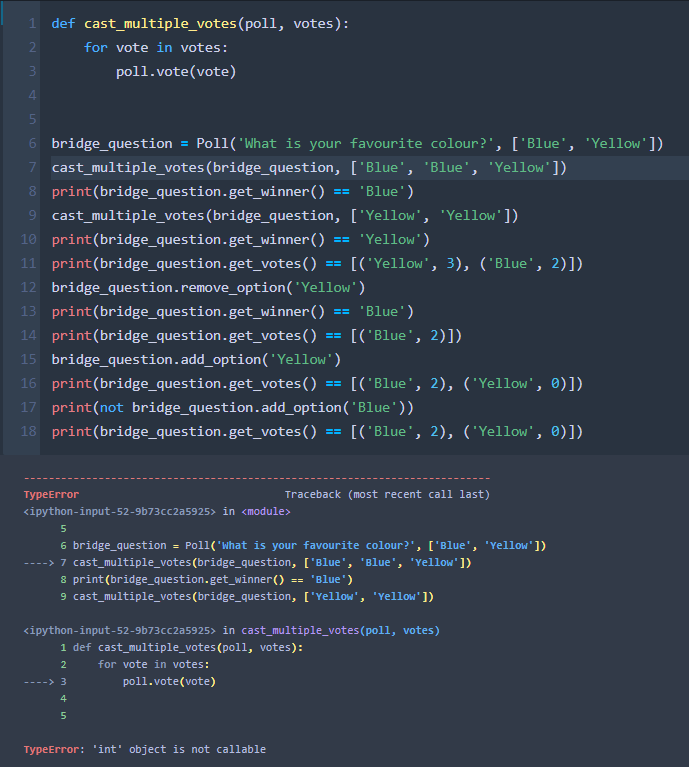 1 def cast_multiple_votes(poll, votes):
2     for vote in votes:
3         poll.vote(vote)
4
5
6 bridge_question = Poll('What is your favourite colour?', ['Blue', 'Yellow'])
7 cast_multiple_votes(bridge_question, ['Blue', 'Blue', 'Yellow'])
8 print(bridge_question.get_winner() == 'Blue')
9 cast_multiple_votes(bridge_question, ['Yellow', 'Yellow'])
10 print(bridge_question.get_winner() == 'Yellow')
11 print(bridge_question.get_votes() == [('Yellow', 3), ('Blue', 2)])
12 bridge_question.remove_option('Yellow')
13 print(bridge_question.get_winner() == 'Blue')
14 print(bridge_question.get_votes() == [('Blue', 2)])
15 bridge_question.add_option('Yellow')
16 print(bridge_question.get_votes() == [('Blue', 2), ('Yellow', 0)])
17 print(not bridge_question.add_option('Blue'))
18 print(bridge_question.get_votes() == [('Blue', 2), ('Yellow', 0)])
---------------------------------------------------------------------------
TypeError                                 Traceback (most recent call last)
<ipython-input-52-9b73cc2a5925> in <module>
      5
      6 bridge_question = Poll('What is your favourite colour?', ['Blue', 'Yellow'])
----> 7 cast_multiple_votes(bridge_question, ['Blue', 'Blue', 'Yellow'])
      8 print(bridge_question.get_winner() == 'Blue')
      9 cast_multiple_votes(bridge_question, ['Yellow', 'Yellow'])
<ipython-input-52-9b73cc2a5925> in cast_multiple_votes(poll, votes)
      1 def cast_multiple_votes(poll, votes):
      2     for vote in votes:
----> 3         poll.vote(vote)
      4
      5
TypeError: 'int' object is not callable